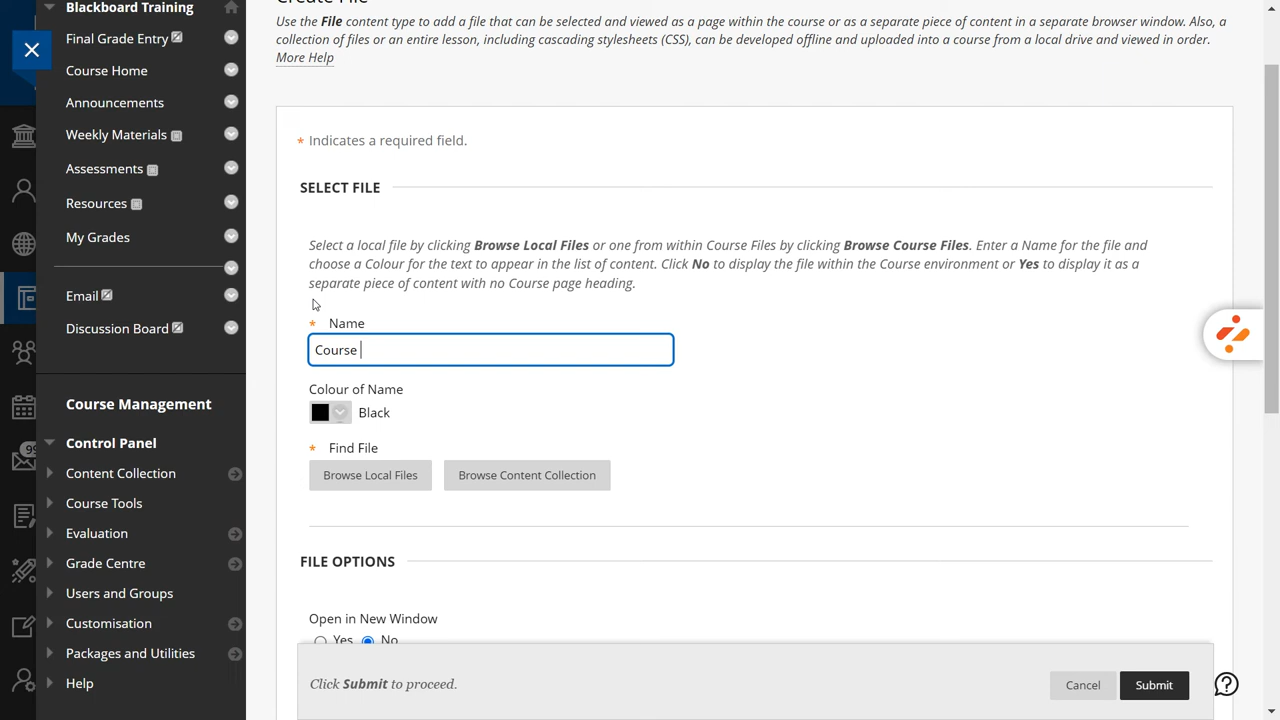 Blackboard Training
Final Grade Entry
Course Home
Announcements
Weekly Materials
Assessments
Resources
My Grades
Email
Discussion Board
Course Management
Control Panel
Content Collection
Course Tools
Evaluation
Grade Centre
Users and Groups
Customisation
Packages and Utilities
Help
Create File
Use the File content type to add a file that can be selected and viewed as a page within the course or as a separate piece of content in a separate browser window. Also, a
collection of files or an entire lesson, including cascading stylesheets (CSS), can be developed offline and uploaded into a course from a local drive and viewed in order.
More Help
* Indicates a required field.
SELECT FILE
Select a local file by clicking Browse Local Files or one from within Course Files by clicking Browse Course Files. Enter a Name for the file and
choose a Colour for the text to appear in the list of content. Click No to display the file within the Course environment or Yes to display it as a
separate piece of content with no Course page heading.
* Name
Course
Colour of Name
Black
* Find File
Browse Local Files Browse Content Collection
FILE OPTIONS
Open in New Window
Yes No
Click Submit to proceed.
Cancel Submit